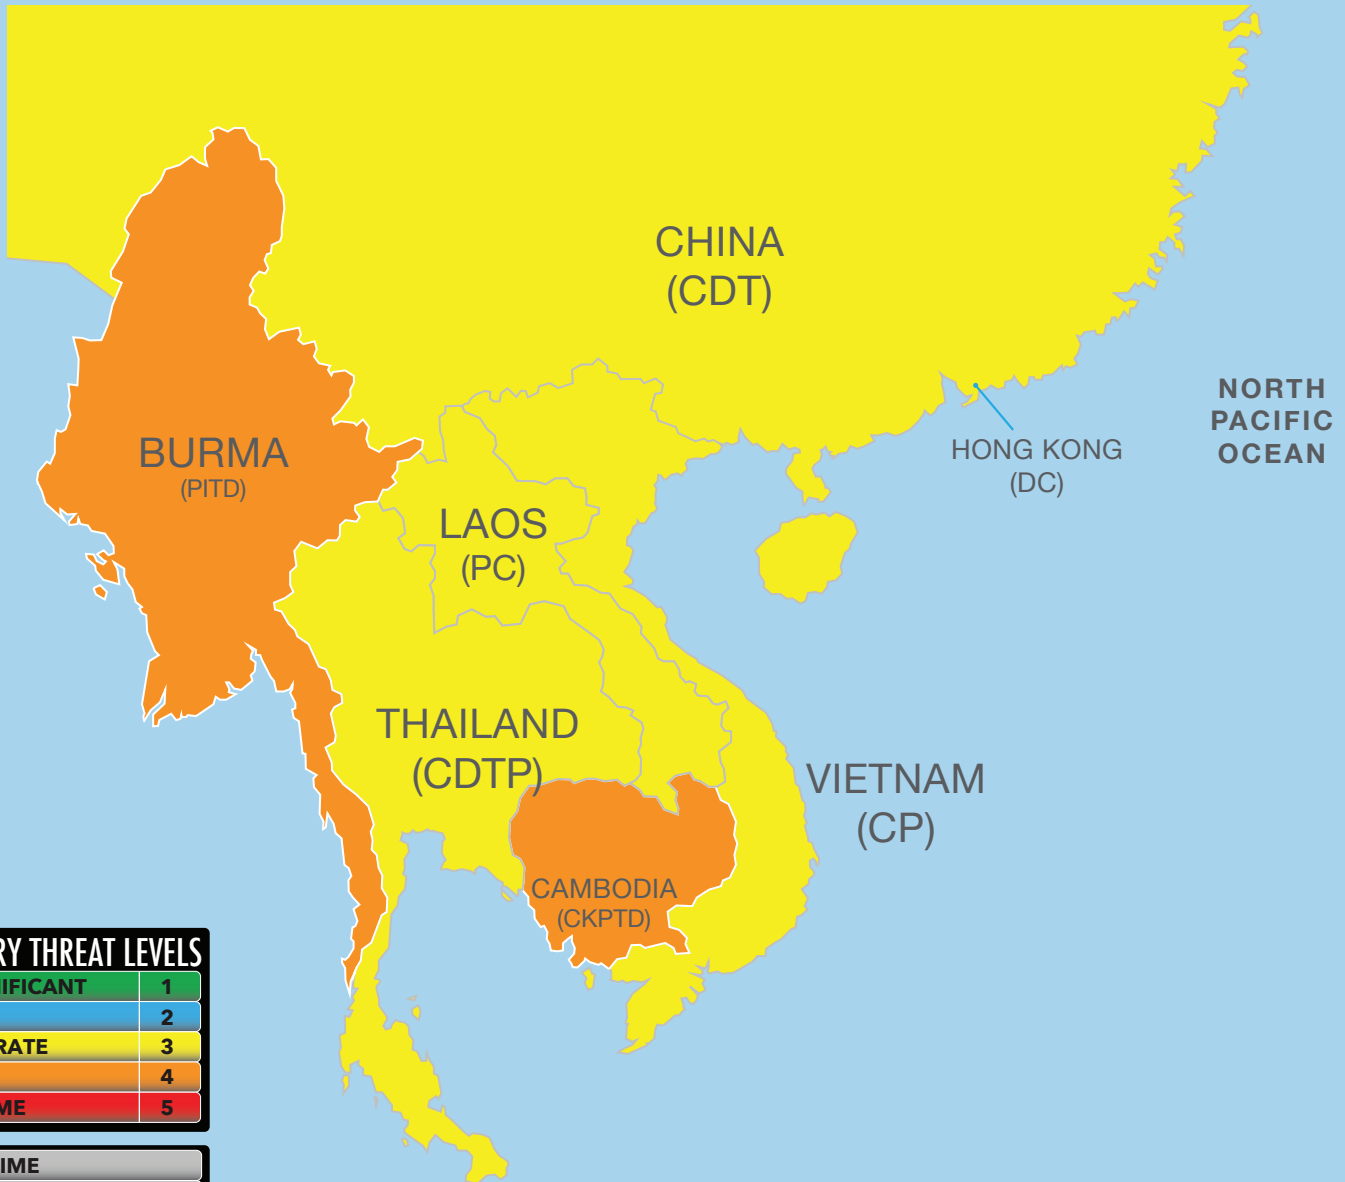 CHINA
(CDT)
NORTH
PACIFIC
OCEAN
BURMA
(PITD)
HONG KONG
(DC)
LAOS
(PC)
THAILAND
(CDTP)
VIETNAM
(CP)
CAMBODIA
(CKPTD)
RY THREAT LEVELS
NIFICANT 1
2
RATE 3
4
ME 5
IME